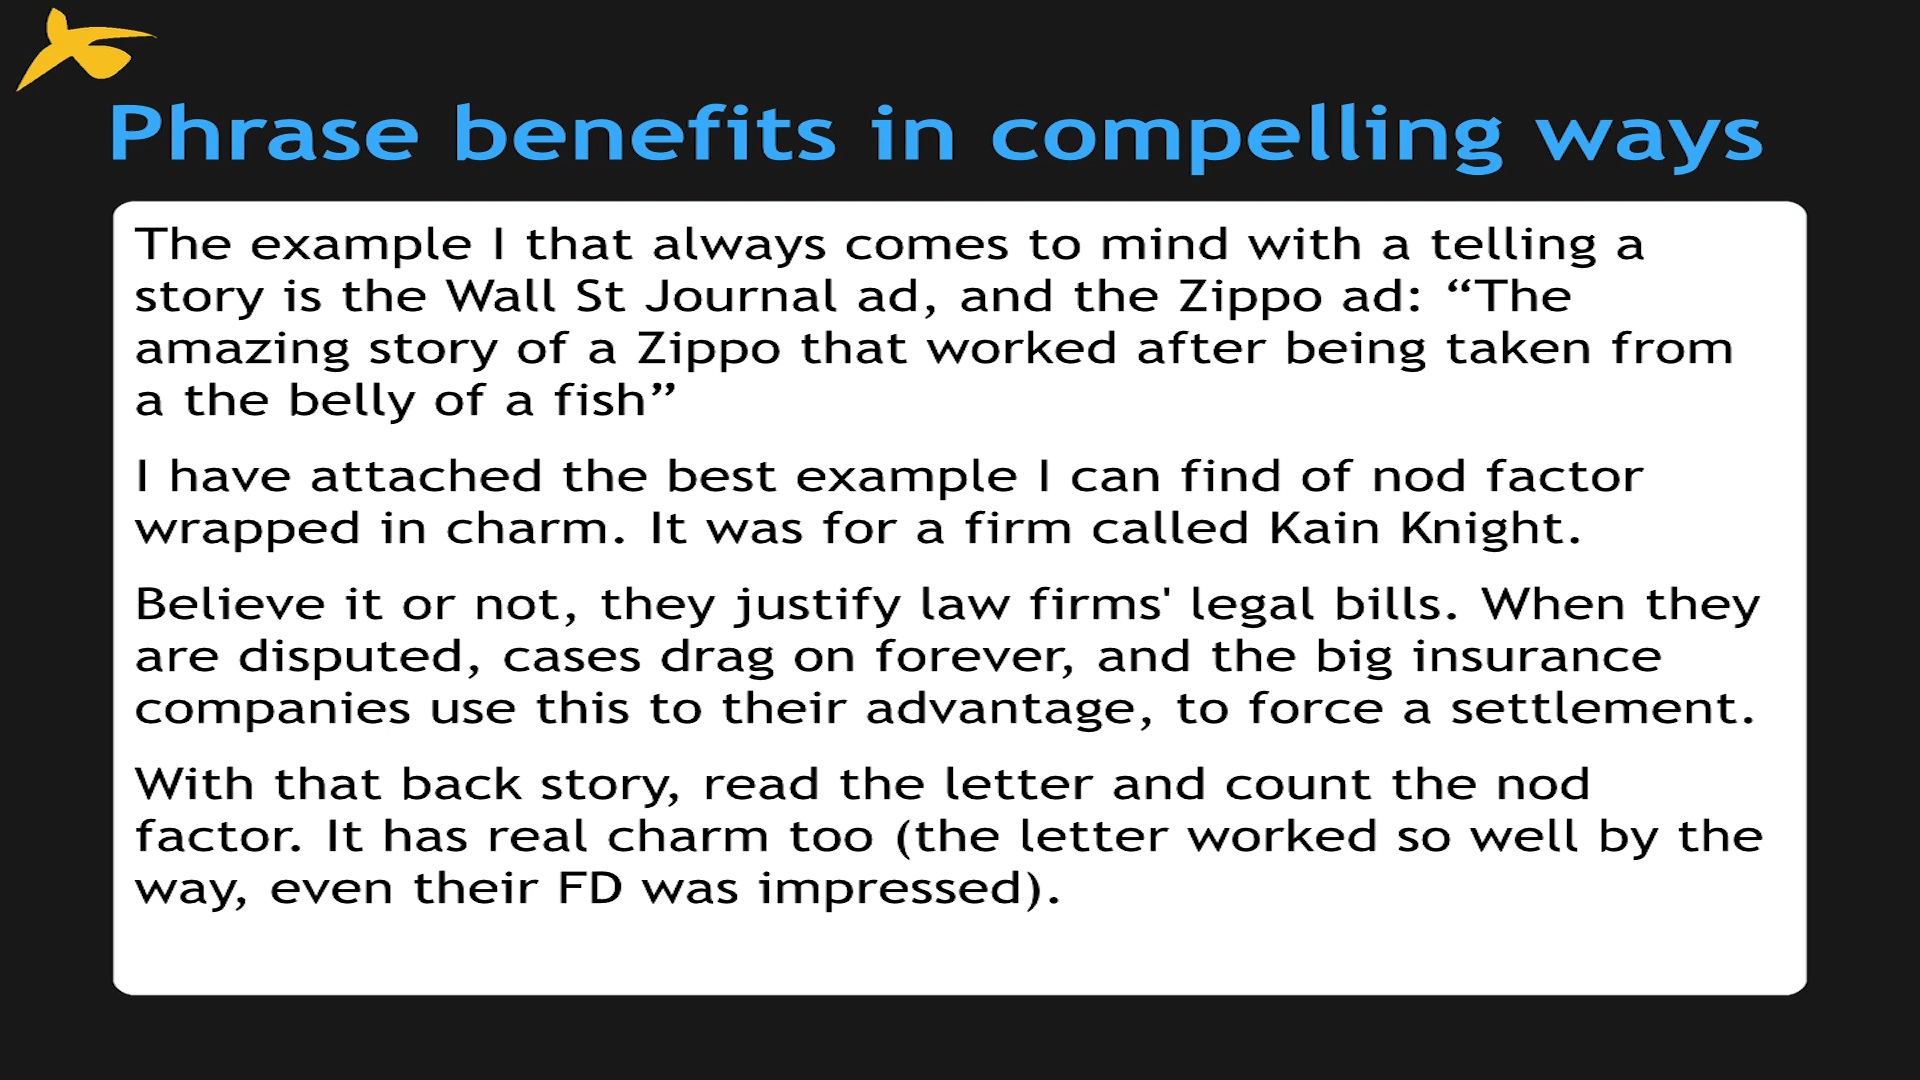 Phrase benefits in compelling ways
The example I that always comes to mind with a telling a
story is the Wall St Journal ad, and the Zippo ad: “The
amazing story of a Zippo that worked after being taken from
a the belly of a fish”
I have attached the best example I can find of nod factor
wrapped in charm. It was for a firm called Kain Knight.
Believe it or not, they justify law firms' legal bills. When they
are disputed, cases drag on forever, and the big insurance
companies use this to their advantage, to force a settlement.
With that back story, read the letter and count the nod
factor. It has real charm too (the letter worked so well by the
way, even their FD was impressed).